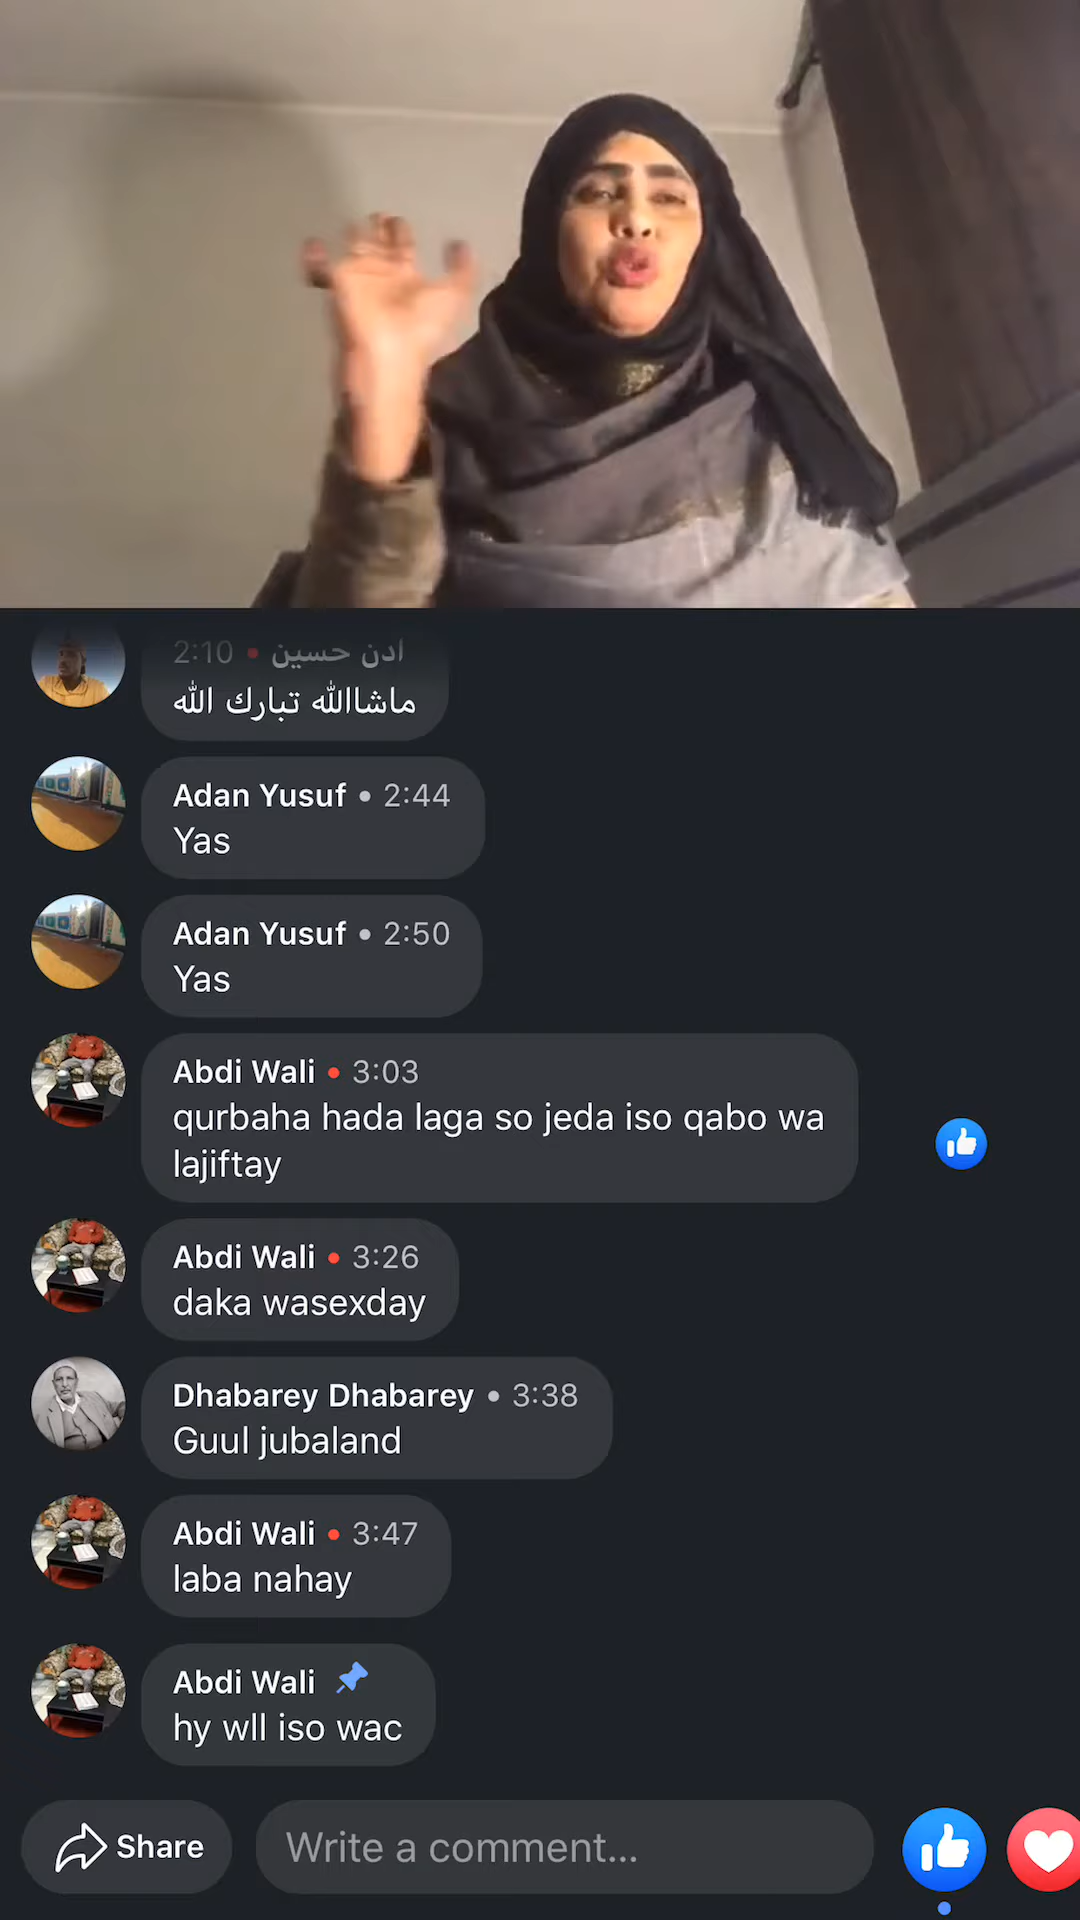 ادن حسين • 2:10
ماشاالله تبارك الله
Adan Yusuf • 2:44
Yas
Adan Yusuf • 2:50
Yas
Abdi Wali • 3:03
qurbaha hada laga so jeda iso qabo wa
lajiftay
Abdi Wali • 3:26
daka wasexday
Dhabarey Dhabarey • 3:38
Guul jubaland
Abdi Wali • 3:47
laba nahay
Abdi Wali
hy wll iso wac
Share
Write a comment...